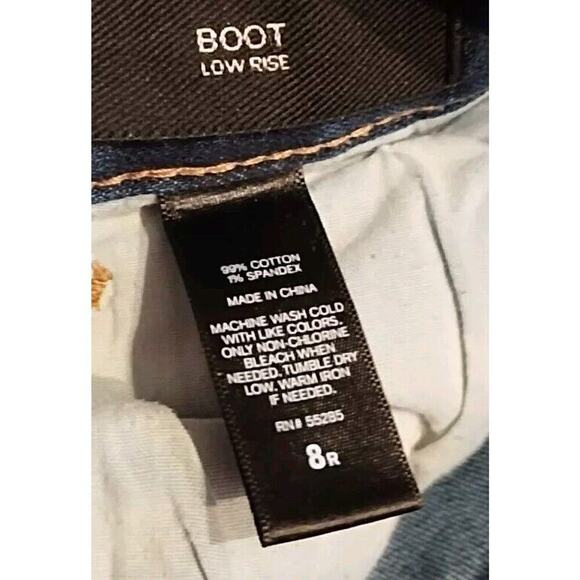 BOOT
LOW RISE
99% COTTON
1% SPANDEX
MADE IN CHINA
MACHINE WASH COLD
WITH LIKE COLORS.
ONLY NON-CHLORINE
BLEACH WHEN
NEEDED. TUMBLE DRY
LOW. WARM IRON
IF NEEDED.
RN# 55285
8R